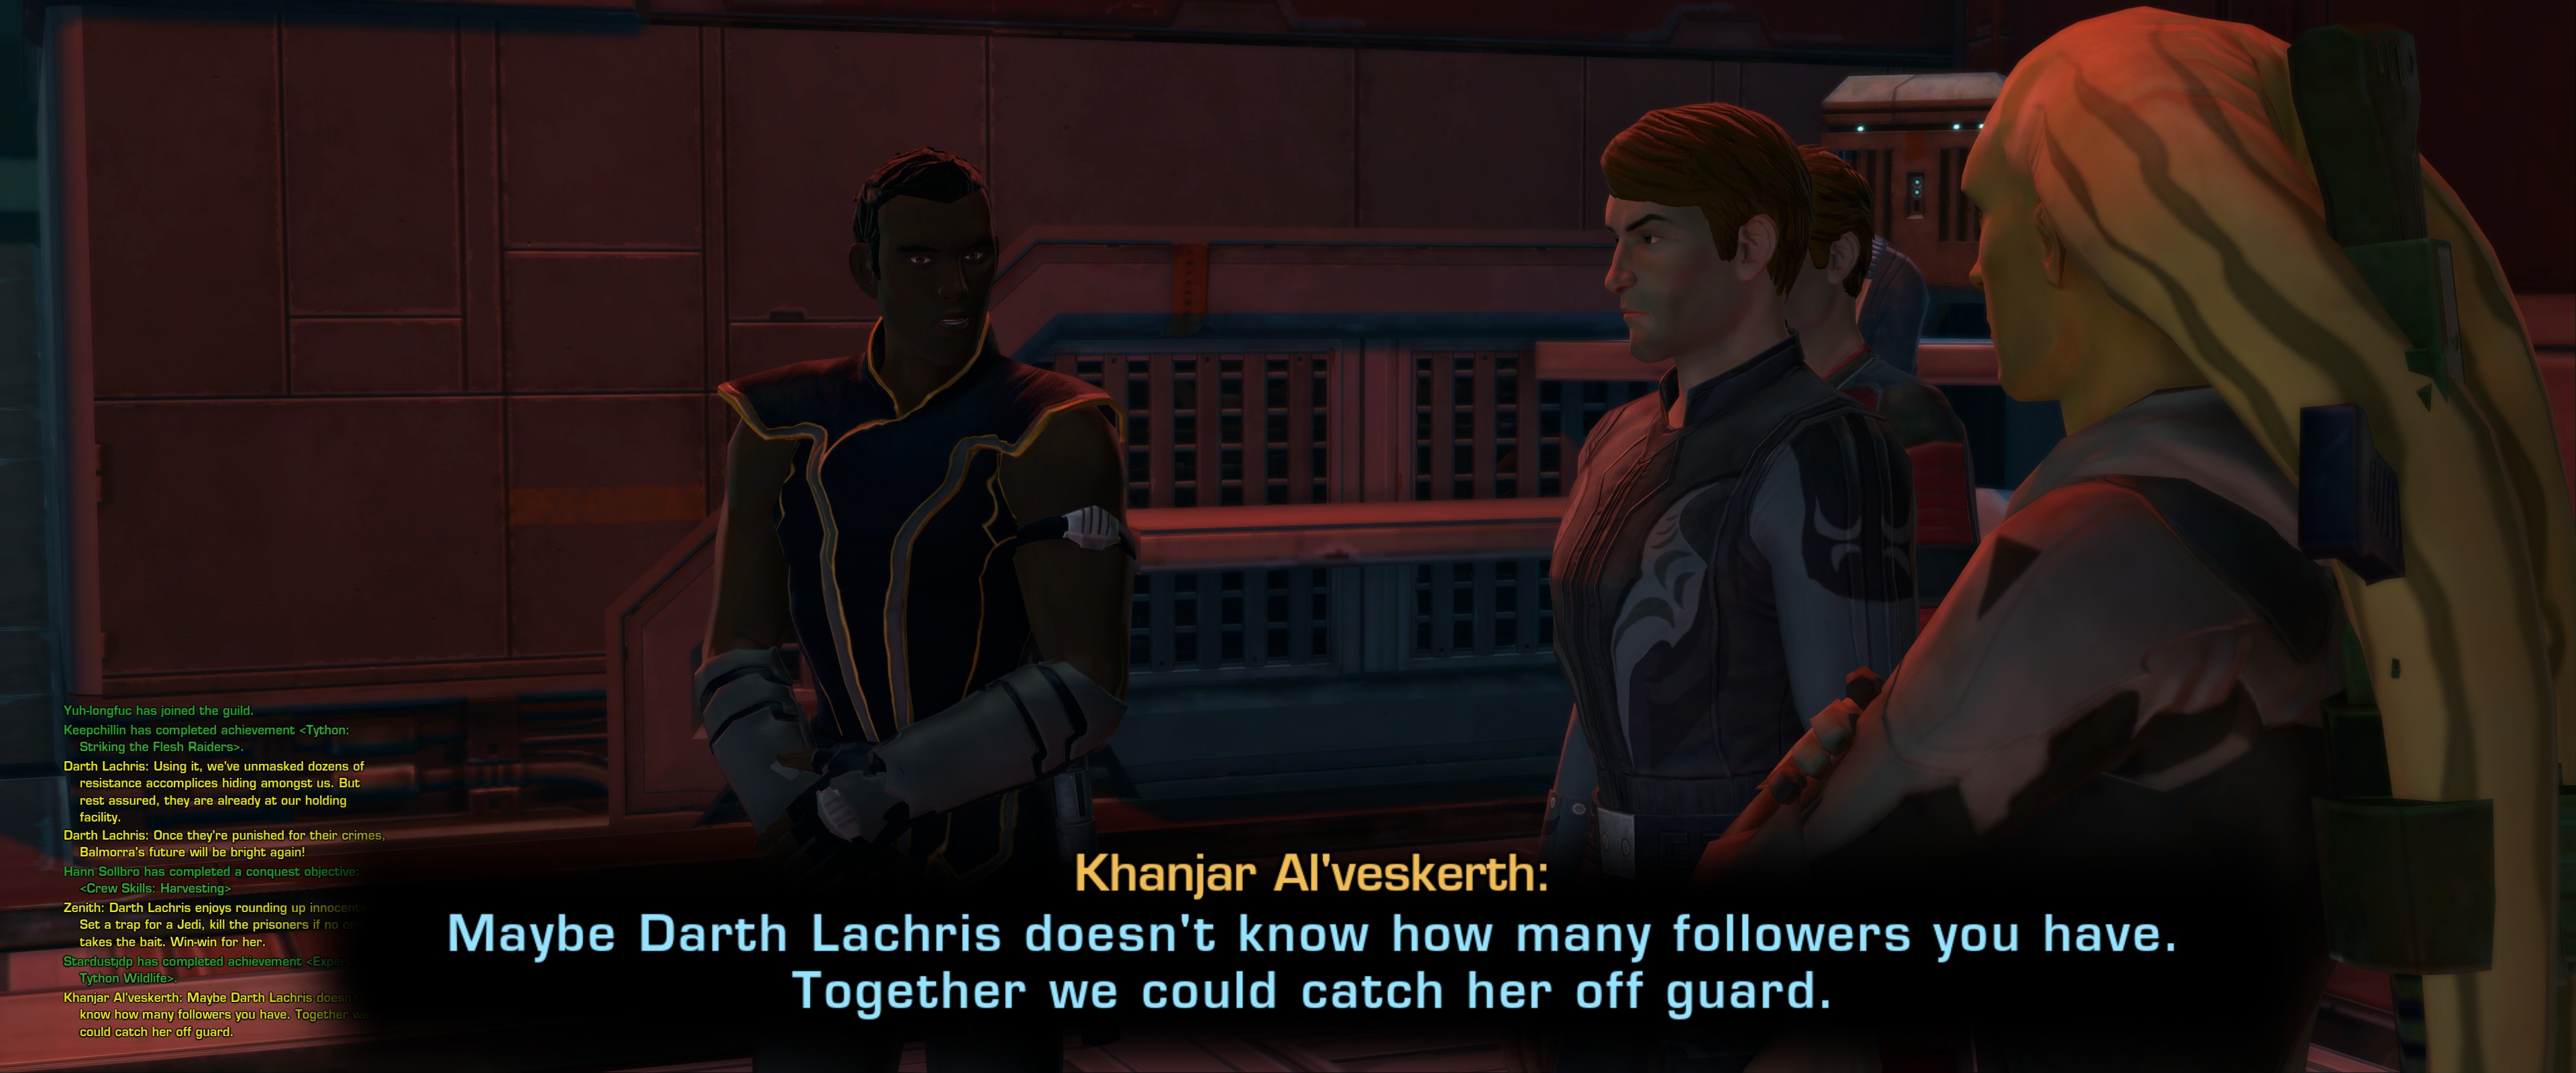 Yuh-longfuc has joined the guild.
Keepchillin has completed achievement <Tython:
Striking the Flesh Raiders>.
Darth Lachris: Using it, we've unmasked dozens of
resistance accomplices hiding amongst us. But
rest assured, they are already at our holding
facility.
Darth Lachris: Once they're punished for their crimes,
Balmorra's future will be bright again!
Hann Sollbro has completed a conquest objective:
<Crew Skills: Harvesting>
Zenith: Darth Lachris enjoys rounding up innocents
Set a trap for a Jedi, kill the prisoners if no one
takes the bait. Win-win for her.
Stardustjdp has completed achievement
Tython Wildlife>.
Khanjar Al'veskerth: Maybe Darth Lachris doesn't
know how many followers you have. Together we
could catch her off guard.
Khanjar Al'veskerth:
Maybe Darth Lachris doesn't know how many followers you have.
Together we could catch her off guard.